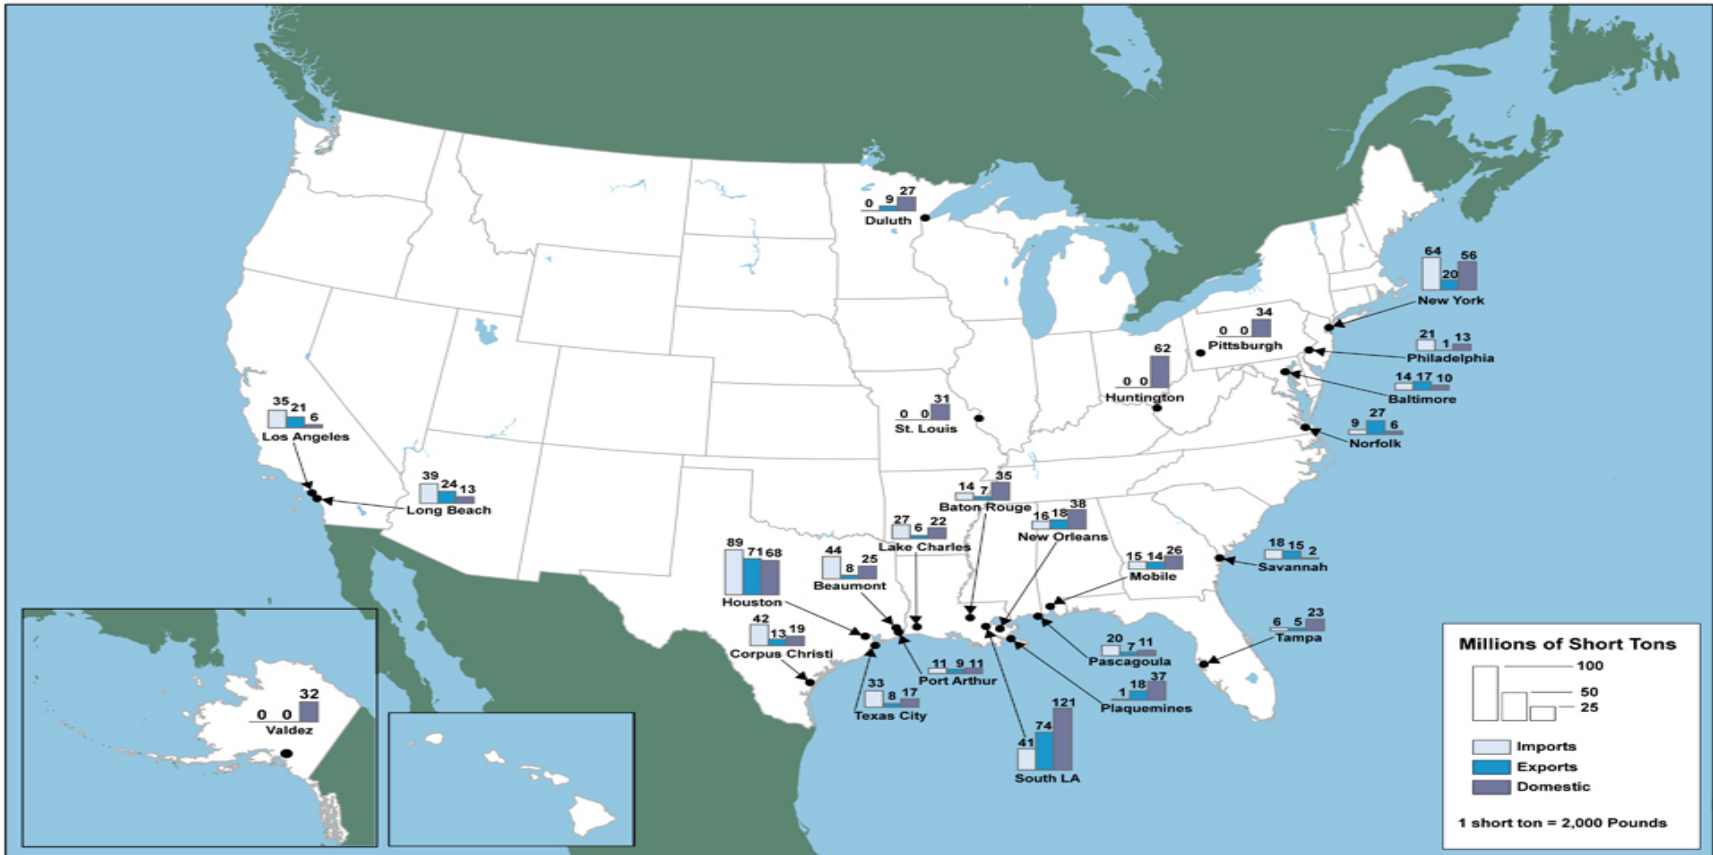 0 9 27
Duluth
64 20 56
New York
0 0 34
Pittsburgh
21 1 13
Philadelphia
0 0 62
Huntington
14 17 10
Baltimore
0 0 31
St. Louis
9 27 6
Norfolk
35 21 6
Los Angeles
39 24 13
Long Beach
14 7 35
Baton Rouge
16 18 38
New Orleans
27 6 22
Lake Charles
89 71 68
Houston
44 8 25
Beaumont
15 14 26
Mobile
18 15 2
Savannah
42 13 19
Corpus Christi
6 5 23
Tampa
20 7 11
Pascagoula
11 9 11
Port Arthur
33 8 17
Texas City
1 18 37
Plaquemines
41 74 121
South LA
0 0 32
Valdez
Millions of Short Tons
100
50
25
Imports
Exports
Domestic
1 short ton = 2,000 Pounds